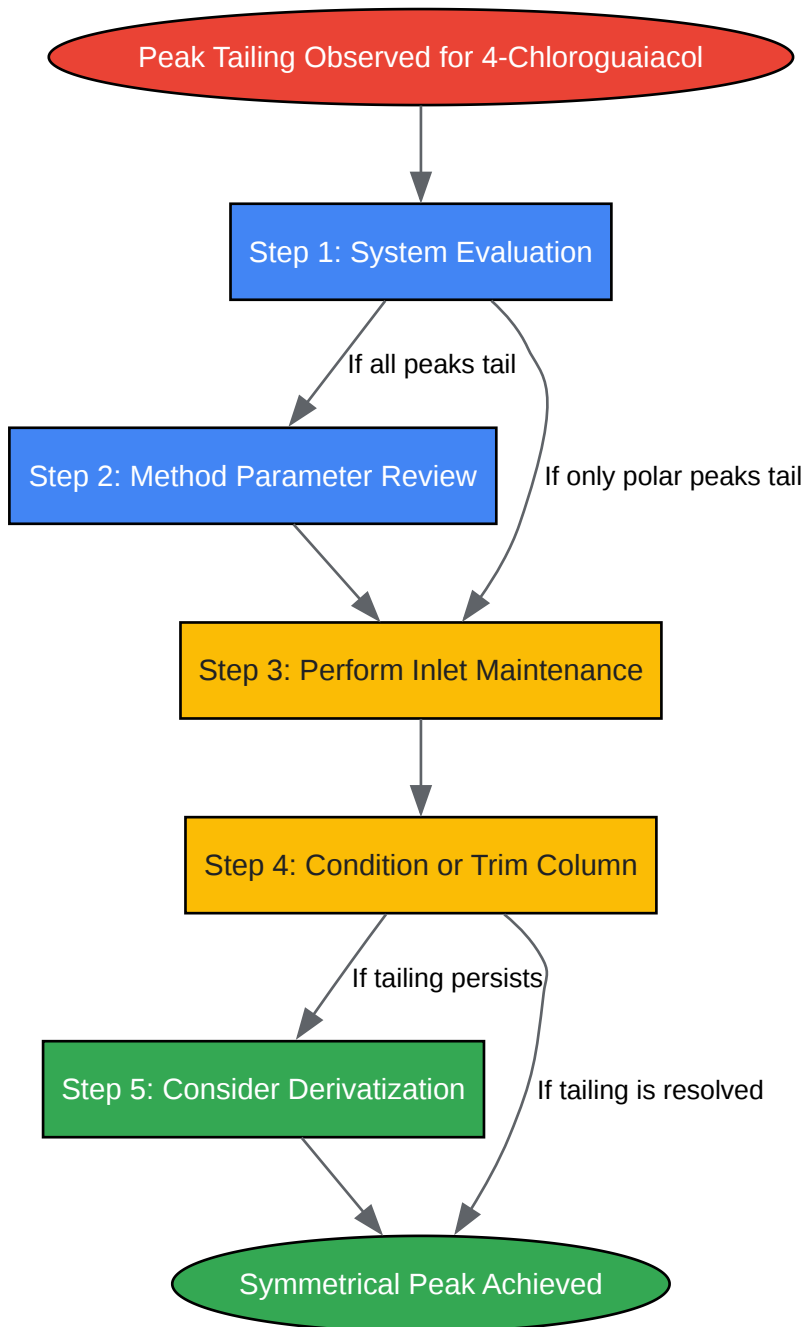 Peak Tailing Observed for 4-Chloroguaiacol
Step 1: System Evaluation
If all peaks tail
Step 2: Method Parameter Review
If only polar peaks tail
Step 3: Perform Inlet Maintenance
Step 4: Condition or Trim Column
If tailing persists
Step 5: Consider Derivatization
If tailing is resolved
Symmetrical Peak Achieved